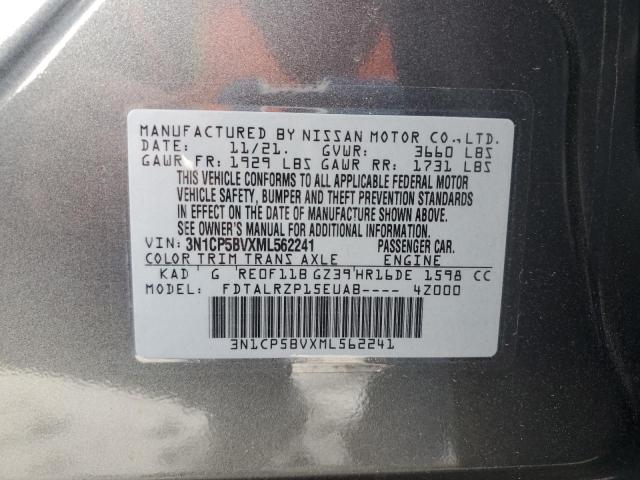 MANUFACTURED BY NISSAN MOTOR CO.,LTD.
DATE: 11/21. GVWR: 3660 LBS
GAWR FR: 1929 LBS GAWR RR: 1731 LBS
THIS VEHICLE CONFORMS TO ALL APPLICABLE FEDERAL MOTOR
VEHICLE SAFETY, BUMPER AND THEFT PREVENTION STANDARDS
IN EFFECT ON THE DATE OF MANUFACTURE SHOWN ABOVE.
SEE OWNER'S MANUAL FOR ADDITIONAL INFORMATION.
VIN: 3N1CP5BVXML562241 PASSENGER CAR.
COLOR TRIM TRANS AXLE ENGINE
KAD ' G 'RE0F11B GZ39'HR16DE 1598 CC
MODEL: FDTALRZP15EUAB---- 4Z000
3N1CP5BVXML562241